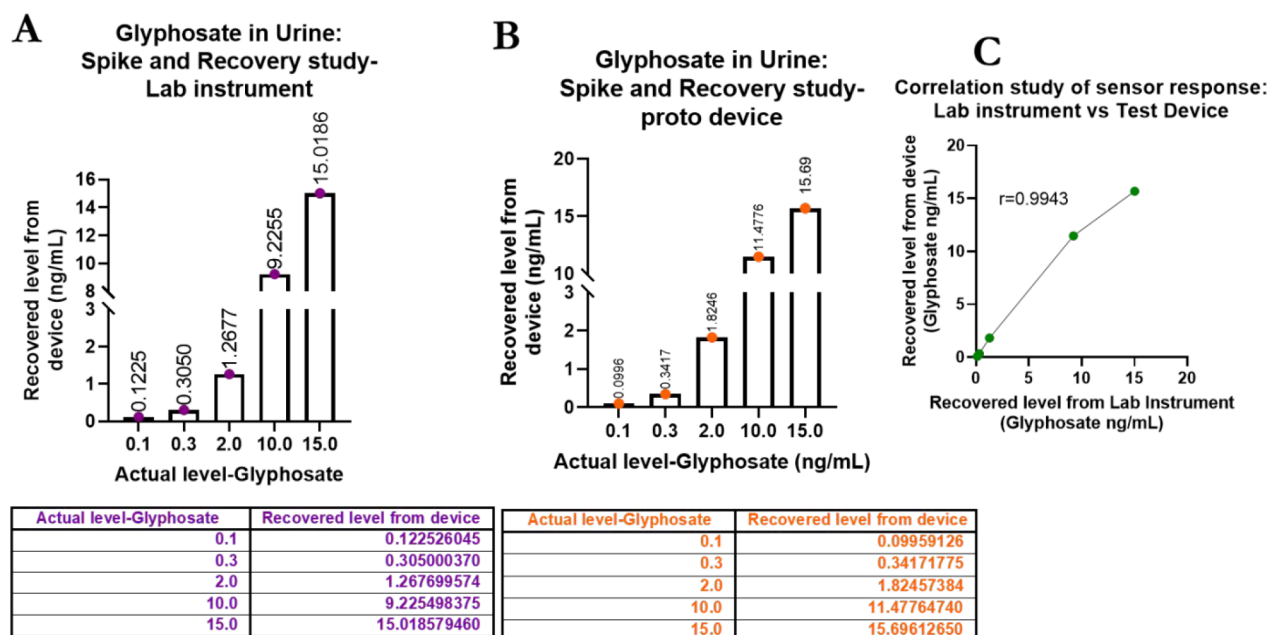 A
Glyphosate in Urine:
Spike and Recovery study-
Lab instrument
Recovered level from
device (ng/mL)
16
14
12
10
8
3
2
1
0
0.1225
0.3050
1.2677
9.2255
15.0186
0.1 0.3 2.0 10.0 15.0
Actual level-Glyphosate
Actual level-Glyphosate Recovered level from device
0.1 0.122526045
0.3 0.305000370
2.0 1.267699574
10.0 9.225498375
15.0 15.018579460
B
Glyphosate in Urine:
Spike and Recovery study-
proto device
Recovered level from
device (ng/mL)
20
15
10
3
2
1
0
0.0996
0.3417
1.8246
11.4776
15.69
0.1 0.3 2.0 10.0 15.0
Actual level-Glyphosate (ng/mL)
Actual level-Glyphosate Recovered level from device
0.1 0.09959126
0.3 0.34171775
2.0 1.82457384
10.0 11.47764740
15.0 15.69612650
C
Correlation study of sensor response:
Lab instrument vs Test Device
Recovered level from device
(Glyphosate ng/mL)
20
15
10
5
0
r=0.9943
0 5 10 15 20
Recovered level from Lab Instrument
(Glyphosate ng/mL)